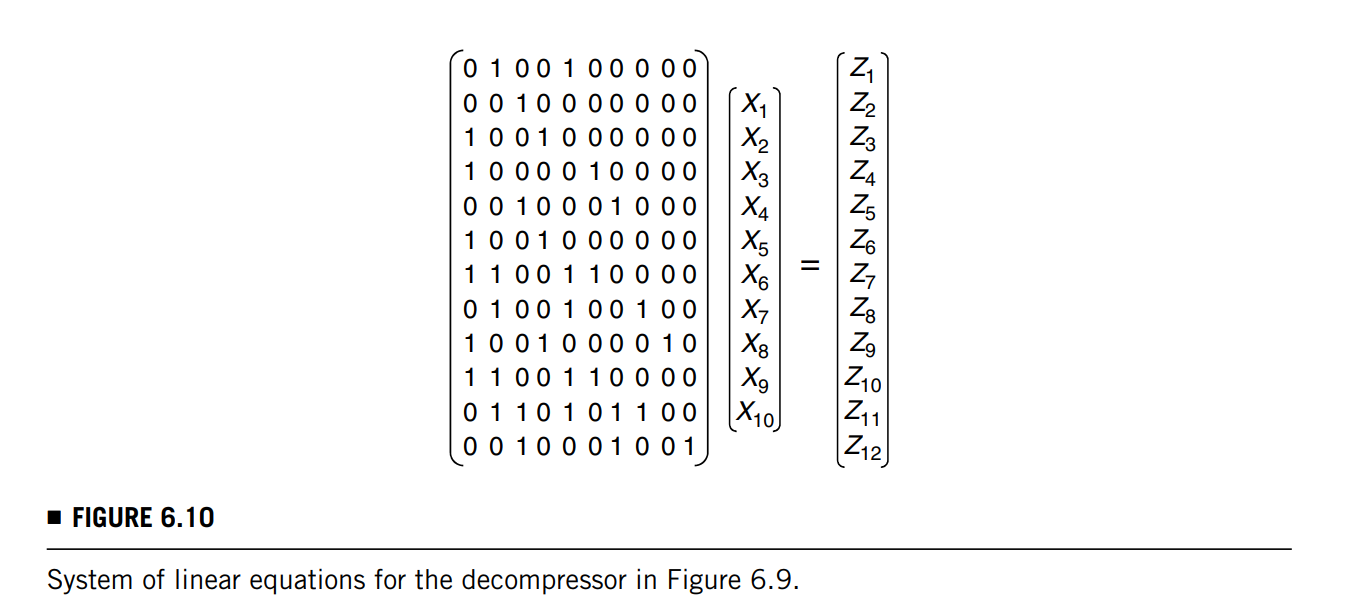 0 1 0 0 1 0 0 0 0 0 Z1
0 0 1 0 0 0 0 0 0 0 X1 Z2
1 0 0 1 0 0 0 0 0 0 X2 Z3
1 0 0 0 0 1 0 0 0 0 X3 Z4
0 0 1 0 0 0 1 0 0 0 X4 Z5
1 0 0 1 0 0 0 0 0 0 X5 Z6
1 1 0 0 1 1 0 0 0 0 X6 = Z7
0 1 0 0 1 0 0 1 0 0 X7 Z8
1 0 0 1 0 0 0 0 1 0 X8 Z9
1 1 0 0 1 1 0 0 0 0 X9 Z10
0 1 1 0 1 0 1 1 0 0 X10 Z11
0 0 1 0 0 0 1 0 0 1 Z12
■ FIGURE 6.10
System of linear equations for the decompressor in Figure 6.9.